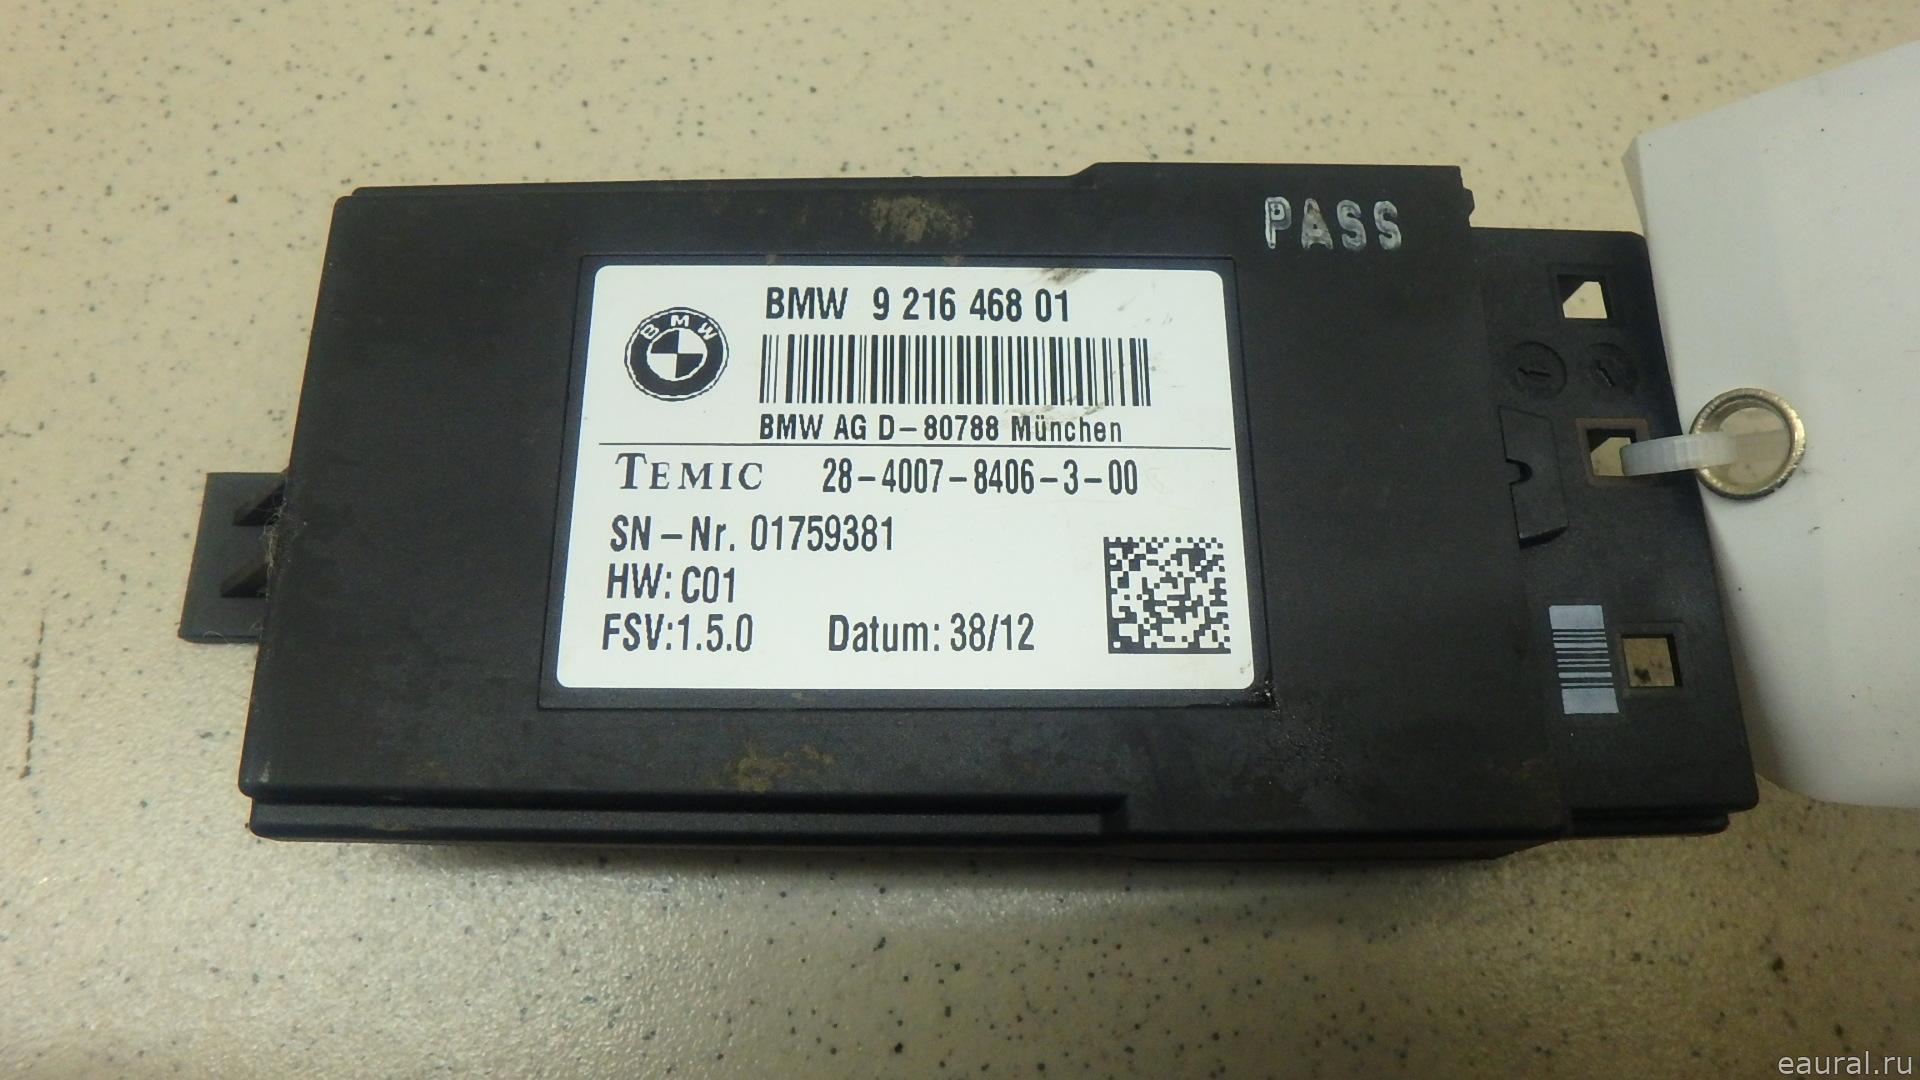 PASS
BMW 9 216 468 01
BMW
BMW AG D-80788 München
TEMIC 28-4007-8406-3-00
SN-Nr. 01759381
HW: C01
FSV:1.5.0 Datum: 38/12
eaural.ru